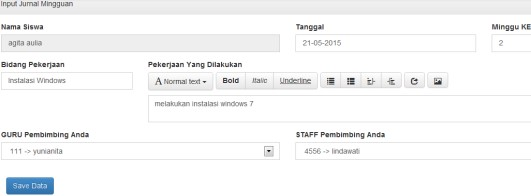 Input Jurnal Mingguan
Nama Siswa Tanggal Minggu KE
agita aulia 21-05-2015 2
Bidang Pekerjaan Pekerjaan Yang Dilakukan
Instalasi Windows A Normal text Bold Italic Underline
melakukan instalasi windows 7
GURU Pembimbing Anda STAFF Pembimbing Anda
111 -> yunianita 4556 -> lindawati
Save Data